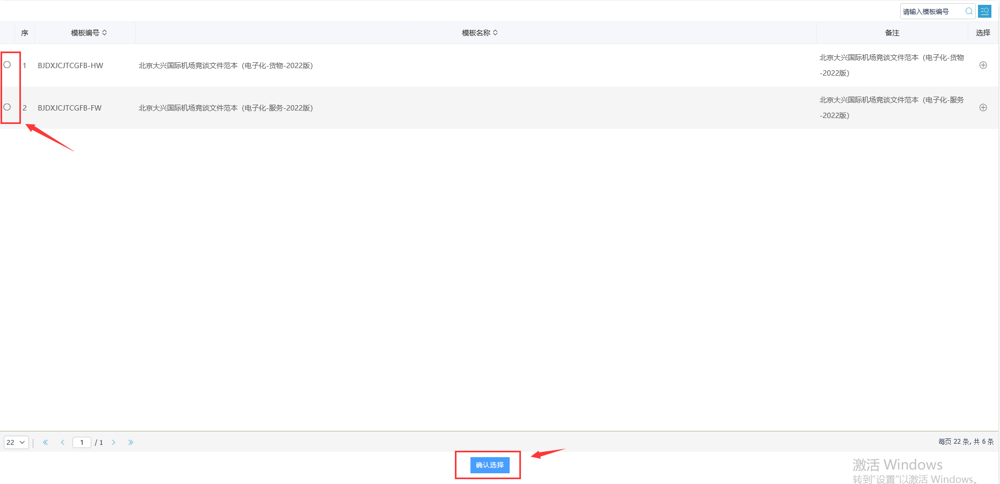 请输入模板编号
序 模板编号 模板名称 备注 选择
1 BJDXJCJTCGFB-HW 北京大兴国际机场竞谈文件范本（电子化-货物-2022版） 北京大兴国际机场竞谈文件范本（电子化-货物
-2022版）
2 BJDXJCJTCGFB-FW 北京大兴国际机场竞谈文件范本（电子化-服务-2022版） 北京大兴国际机场竞谈文件范本（电子化-服务
-2022版）
22 1 / 1 每页 22 条, 共 6 条
确认选择
激活 Windows
转到"设置"以激活 Windows。